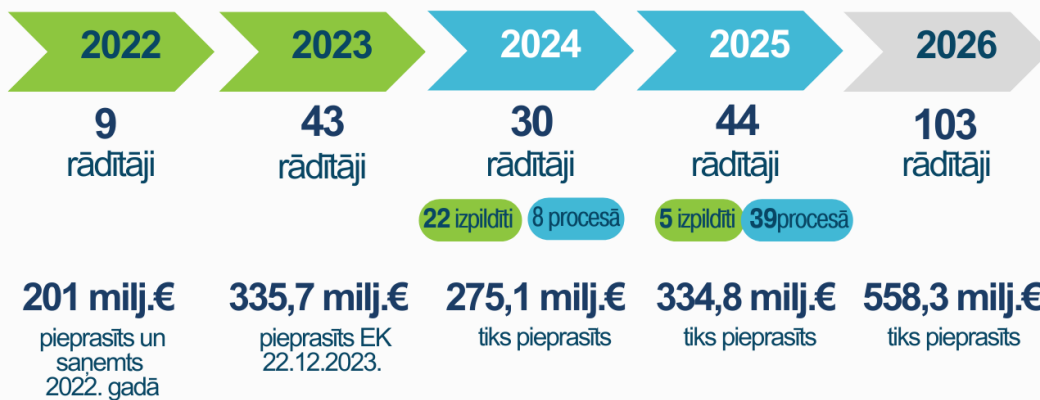 2022
2023
2024
2025
2026
9
rādītāji
43
rādītāji
30
rādītāji
44
rādītāji
103
rādītāji
22 izpildīti
8 procesā
5 izpildīti
39procesā
201 milj.€
pieprasīts un
saņemts
2022. gadā
335,7 milj.€
pieprasīts EK
22.12.2023.
275,1 milj.€
tiks pieprasīts
334,8 milj.€
tiks pieprasīts
558,3 milj.€
tiks pieprasīts